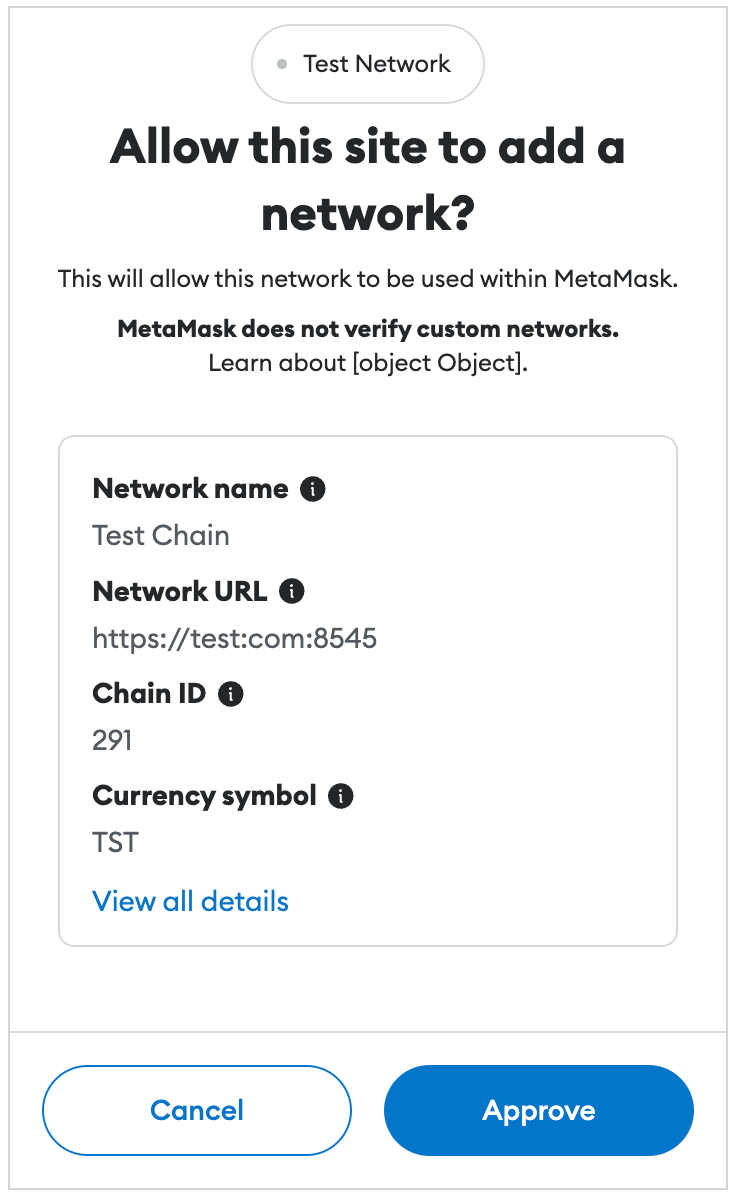 Test Network
Allow this site to add a
network?
This will allow this network to be used within MetaMask.
MetaMask does not verify custom networks.
Learn about [object Object].
Network name
Test Chain
Network URL
https://test:com:8545
Chain ID
291
Currency symbol
TST
View all details
Cancel
Approve